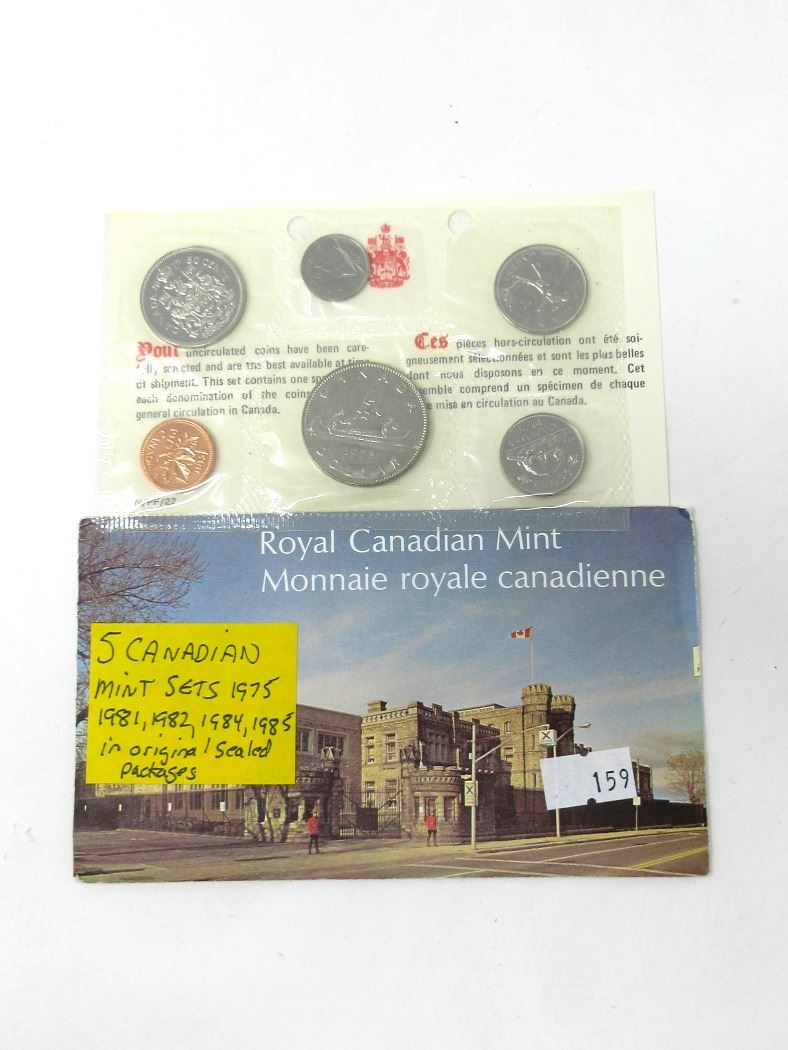 50 CENTS
CANADA
Your uncirculated coins have been care-
fully selected and are the best available at time
of shipment. This set contains one
each denomination of the coins
general circulation in Canada.
Ces pièces hors-circulation ont été soi-
gneusement sélectionnées et sont les plus belles
dont nous disposons en ce moment. Cet
ensemble comprend un spécimen de chaque
mise en circulation au Canada.
CANADA
DOLLAR
Royal Canadian Mint
Monnaie royale canadienne
5 CANADIAN
MINT SETS 1975
1981, 1982, 1984, 1985
in original Sealed
Packages
159